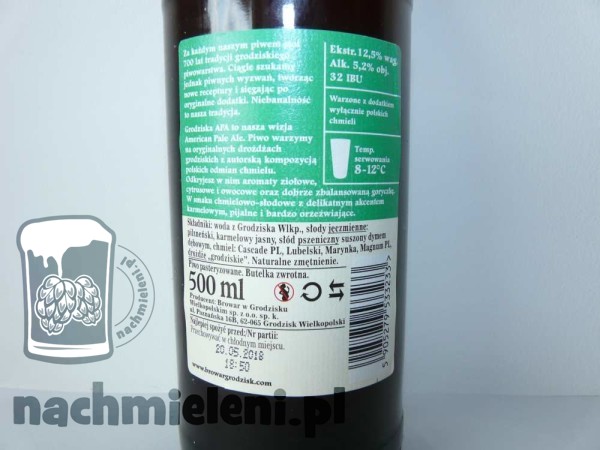 Za każdym naszym piwem stoi
700 lat tradycji grodziskiego
piwowarstwa. Ciągle szukamy
jednak piwnych wyzwań, tworząc
nowe receptury i sięgając po
oryginalne dodatki. Niebanalność
to nasza tradycja.
Grodziska APA to nasza wizja
American Pale Ale. Piwo warzymy
na oryginalnych drożdżach
grodziskich z autorską kompozycją
polskich odmian chmielu.
Odkryjesz w nim aromaty ziołowe,
cytrusowe i owocowe oraz dobrze zbalansowaną goryczkę.
W smaku chmielowo-słodowe z delikatnym akcentem
karmelowym, pijalne i bardzo orzeźwiające.
Ekstr. 12,5% wag.
Alk. 5,2% obj.
32 IBU
Warzone z dodatkiem
wyłącznie polskich
chmieli
Temp.
serwowania
8-12°C
Składniki: woda z Grodziska Wlkp., słody jęczmienne:
pilzneński, karmelowy jasny, słód pszeniczny suszony dymem
dębowym, chmiel: Cascade PL, Lubelski, Marynka, Magnum PL,
drożdże „grodziskie”. Naturalne zmętnienie.
Piwo pasteryzowane. Butelka zwrotna.
500 ml
Producent: Browar w Grodzisku
Wielkopolskim sp. z o.o. sp. k.
ul. Poznańska 16B, 62-065 Grodzisk Wielkopolski
Najlepiej spożyć przed:/Nr partii:
Przechowywać w chłodnym miejscu.
20.05.2018
18:50
www.browargrodzisk.com
5 905279 533233
nachmieleni.pl
nachmieleni.pl